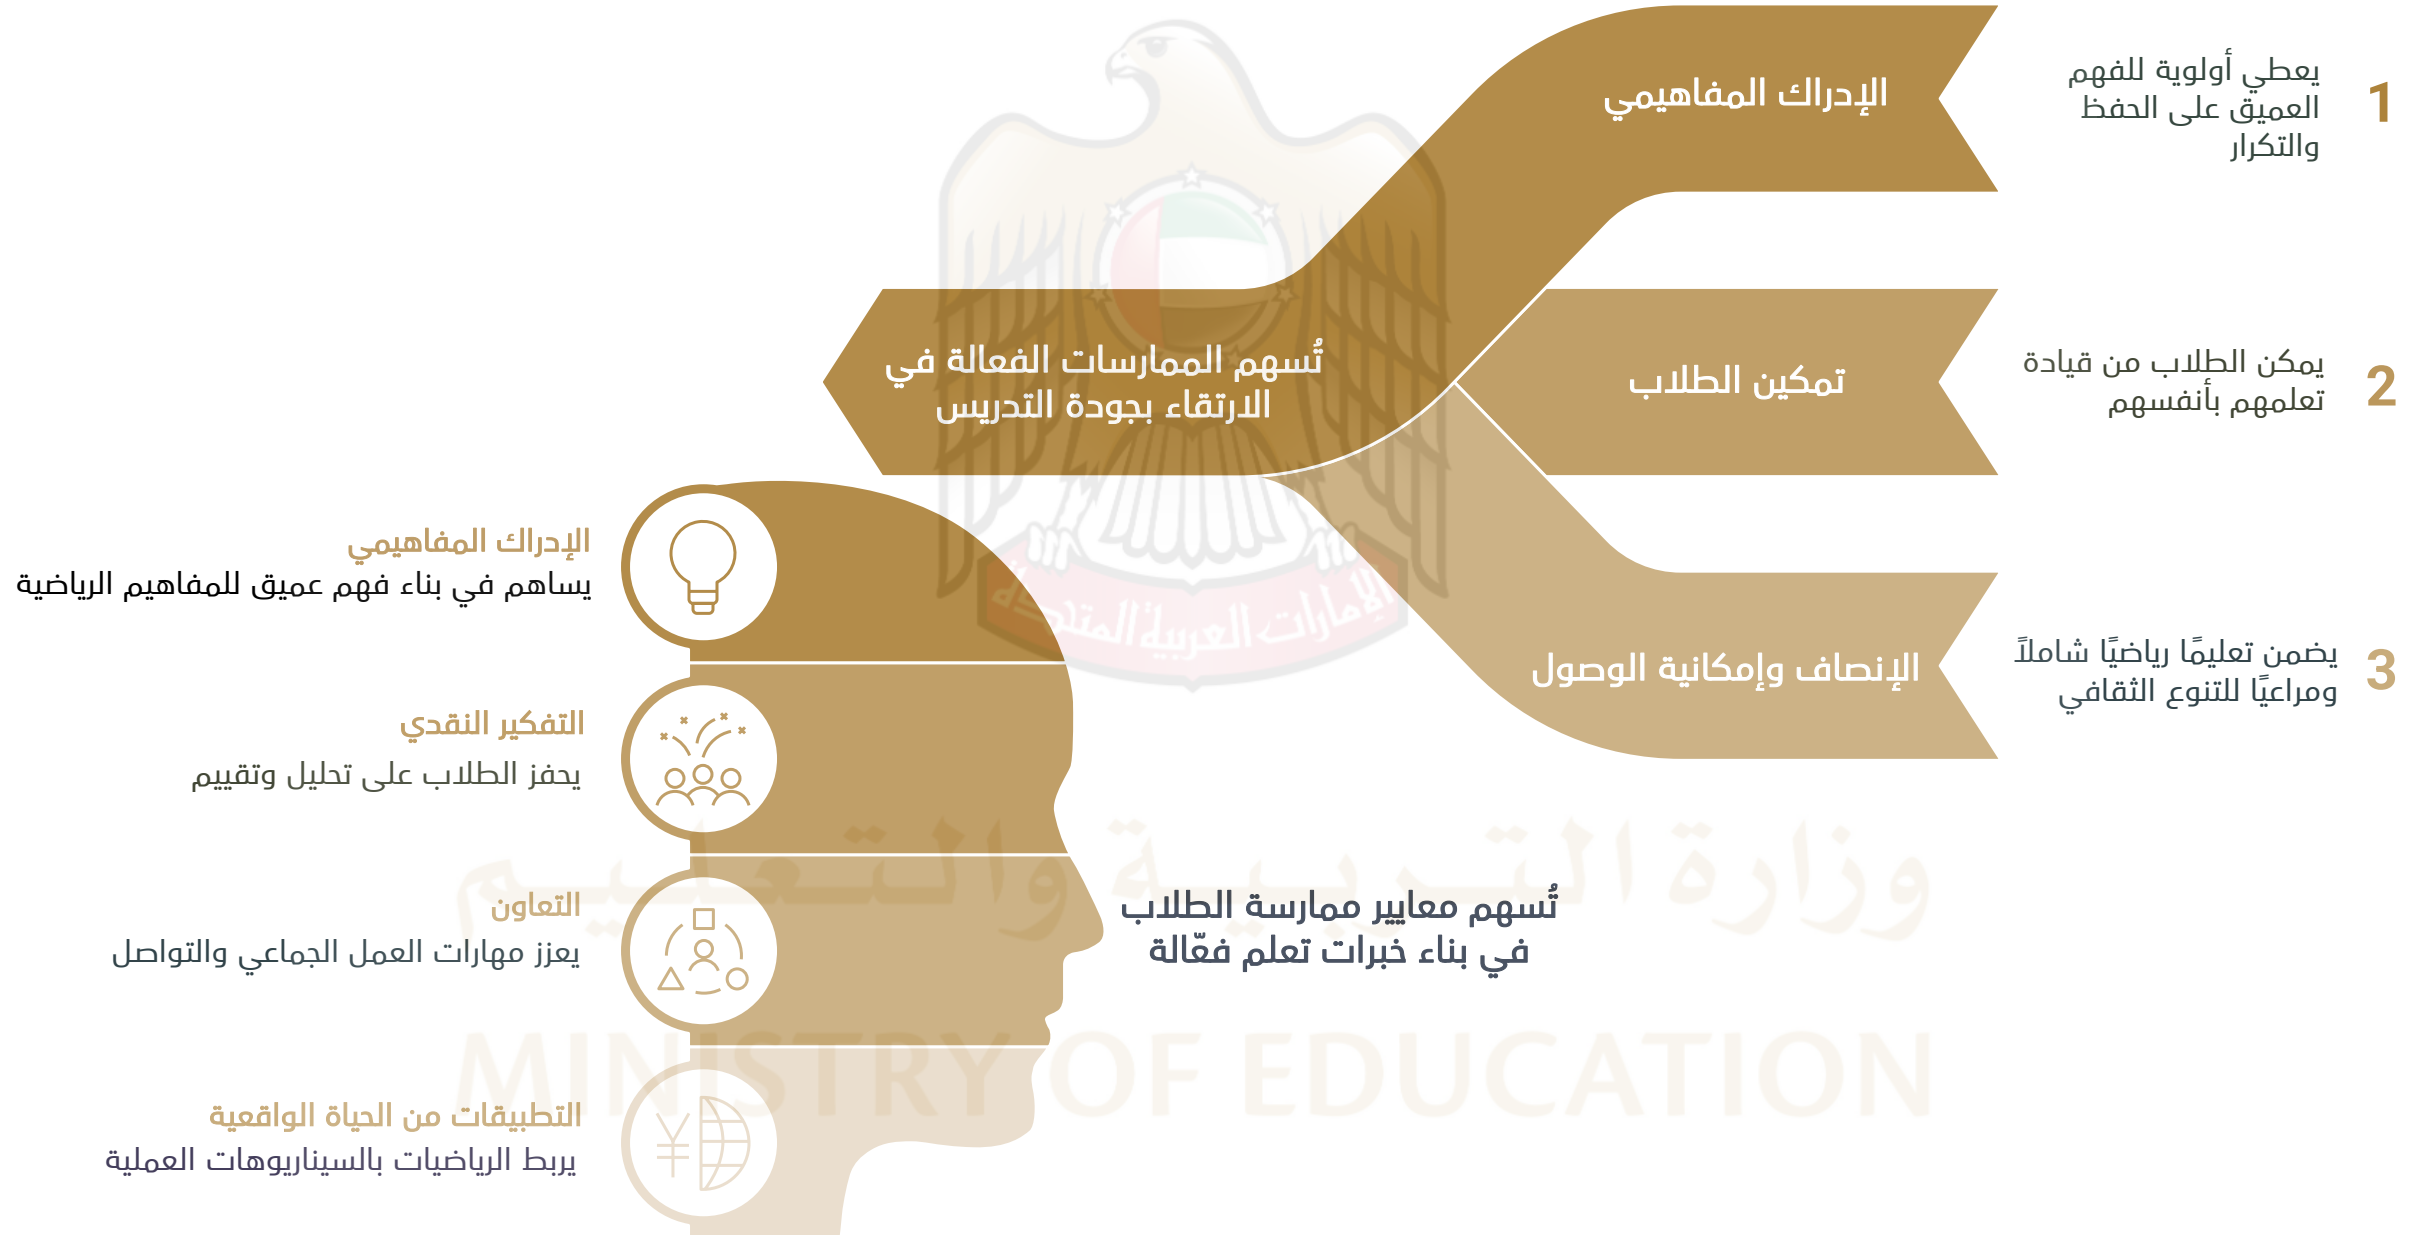 1
يعطي أولوية للفهم
العميق على الحفظ
والتكرار
الإدراك المفاهيمي
2
يمكن الطلاب من قيادة
تعلمهم بأنفسهم
تمكين الطلاب
3
يضمن تعليمًا رياضيًا شاملاً
ومراعيًا للتنوع الثقافي
الإنصاف وإمكانية الوصول
تُسهم الممارسات الفعالة في
الارتقاء بجودة التدريس
تُسهم معايير ممارسة الطلاب
في بناء خبرات تعلم فعّالة
الإدراك المفاهيمي
يساهم في بناء فهم عميق للمفاهيم الرياضية
التفكير النقدي
يحفز الطلاب على تحليل وتقييم
التعاون
يعزز مهارات العمل الجماعي والتواصل
التطبيقات من الحياة الواقعية
يربط الرياضيات بالسيناريوهات العملية
¥
الإمارات العربية المتحدة
وزارة التربية والتعليم
MINISTRY OF EDUCATION